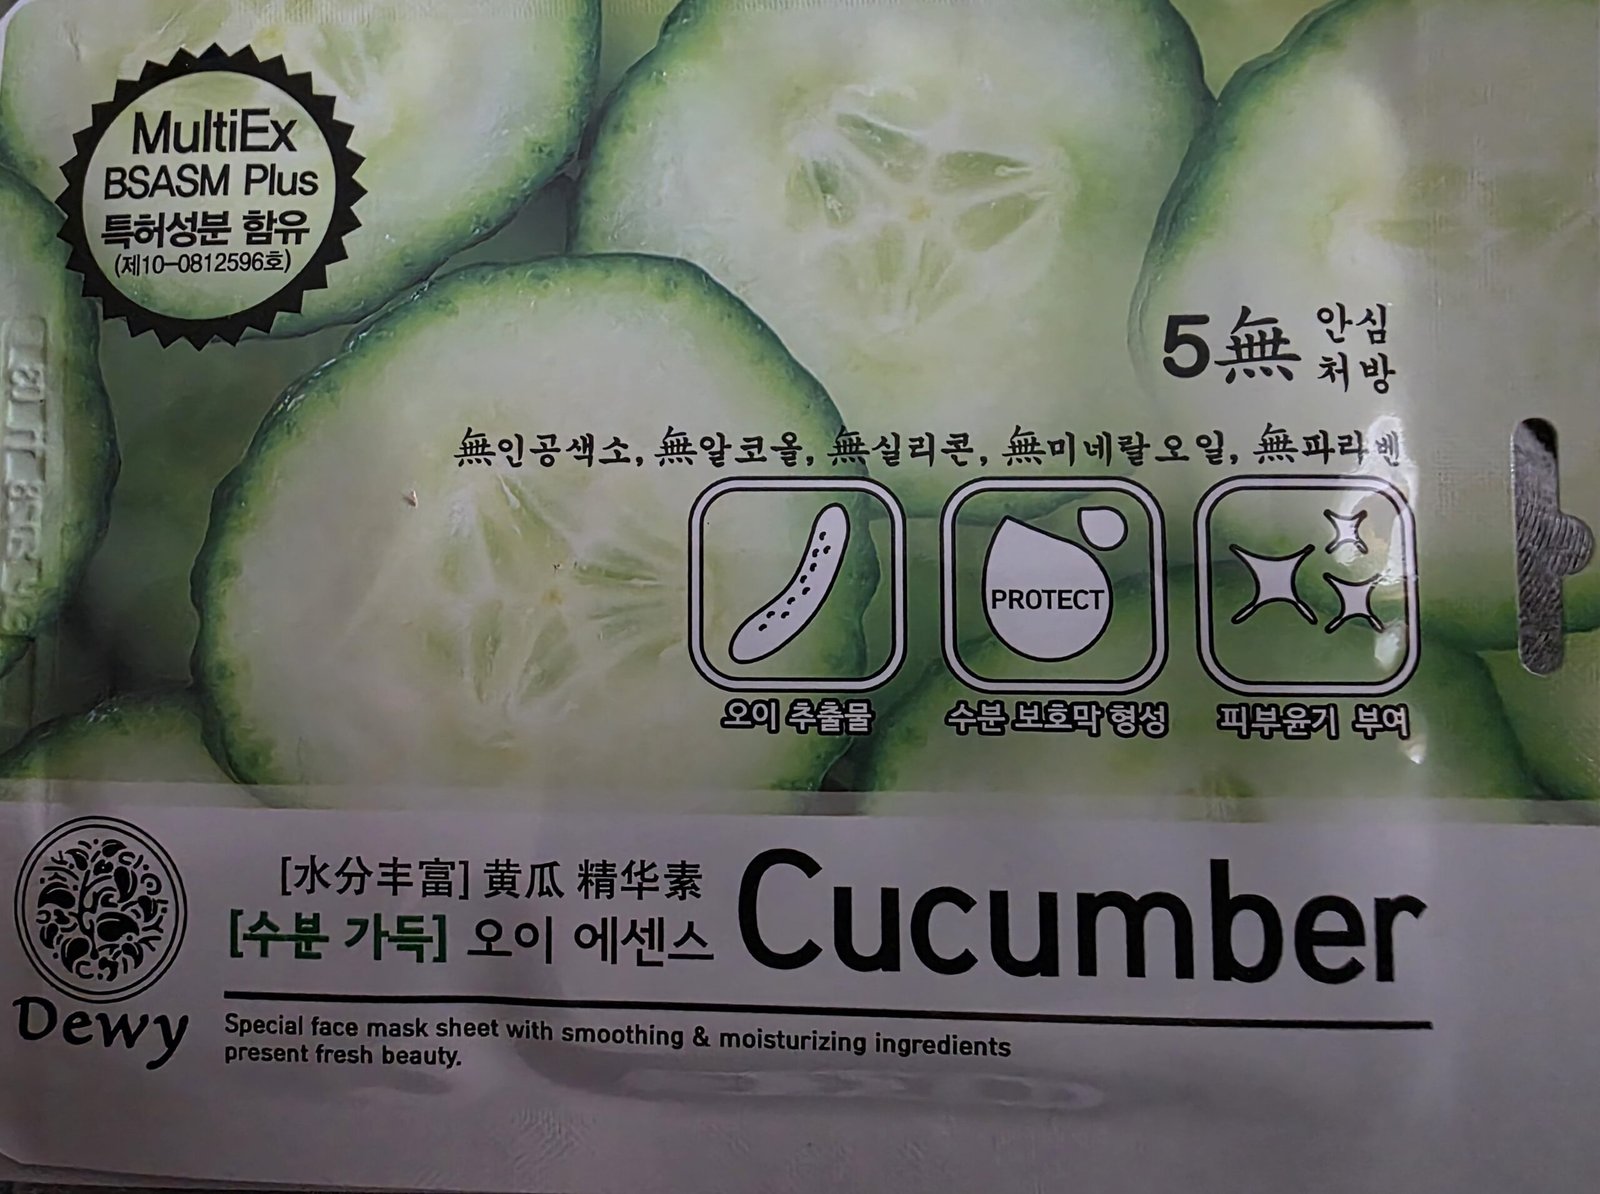 MultiEx
BSASM Plus
특허성분 함유
(제10-0812596호)
5無 안심
처방
無인공색소, 無알코올, 無실리콘, 無미네랄오일, 無파라벤
PROTECT
오이 추출물
수분 보호막 형성
피부윤기 부여
[水分丰富] 黄瓜 精华素
[수분 가득] 오이 에센스
Cucumber
Dewy
Special face mask sheet with smoothing & moisturizing ingredients
present fresh beauty.